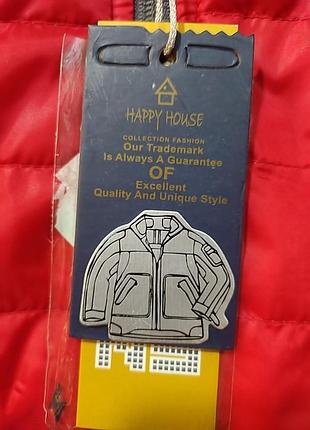 HAPPY HOUSE
COLLECTION FASHION
Our Trademark
Is Always A Guarantee
OF
Excellent
Quality And Unique Style